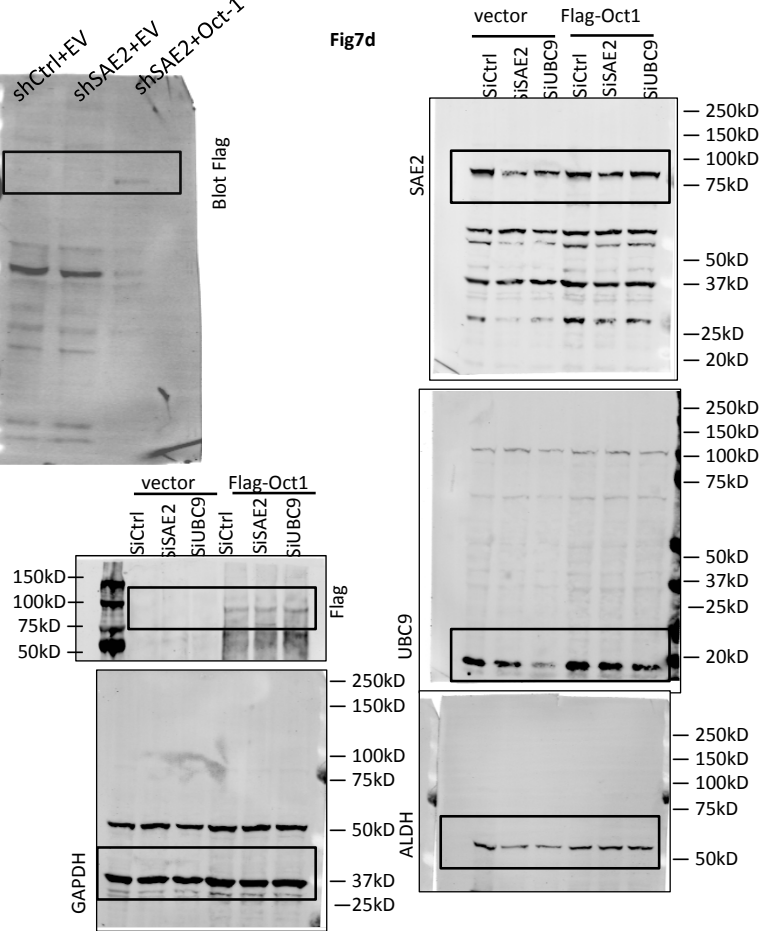 shCtrl+EV
shSAE2+EV
shSAE2+Oct-1
Blot Flag
Fig7d
vector Flag-Oct1
SiCtrl
SiSAE2
SiUBC9
SiCtrl
SiSAE2
SiUBC9
SAE2
250kD
150kD
100kD
75kD
50kD
37kD
25kD
20kD
UBC9
250kD
150kD
100kD
75kD
50kD
37kD
25kD
20kD
vector Flag-Oct1
SiCtrl
SiSAE2
SiUBC9
SiCtrl
SiSAE2
SiUBC9
150kD
100kD
75kD
50kD
Flag
GAPDH
250kD
150kD
100kD
75kD
50kD
37kD
25kD
ALDH
250kD
150kD
100kD
75kD
50kD